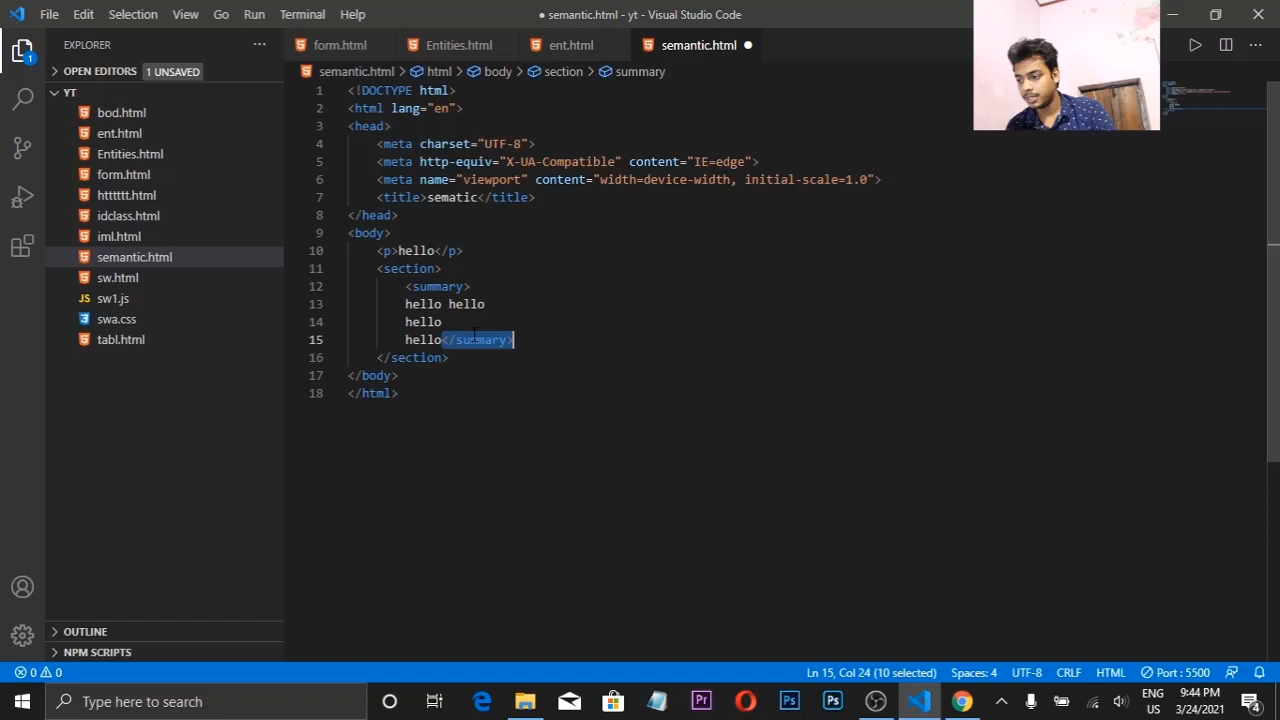 File Edit Selection View Go Run Terminal Help
● semantic.html - yt - Visual Studio Code
EXPLORER
form.html Entities.html ent.html semantic.html ●
OPEN EDITORS 1 UNSAVED
semantic.html > html > body > section > summary
YT
bod.html
ent.html
Entities.html
form.html
htttttt.html
idclass.html
iml.html
semantic.html
sw.html
JS sw1.js
swa.css
tabl.html
OUTLINE
NPM SCRIPTS
1 <!DOCTYPE html>
2 <html lang="en">
3 <head>
4 <meta charset="UTF-8">
5 <meta http-equiv="X-UA-Compatible" content="IE=edge">
6 <meta name="viewport" content="width=device-width, initial-scale=1.0">
7 <title>sematic</title>
8 </head>
9 <body>
10 <p>hello</p>
11 <section>
12 <summary>
13 hello hello
14 hello
15 hello</summary>
16 </section>
17 </body>
18 </html>
1
0 0
Ln 15, Col 24 (10 selected) Spaces: 4 UTF-8 CRLF HTML Port : 5500
Type here to search
Pr Ps Ps
ENG
US
9:44 PM
3/24/2021
4